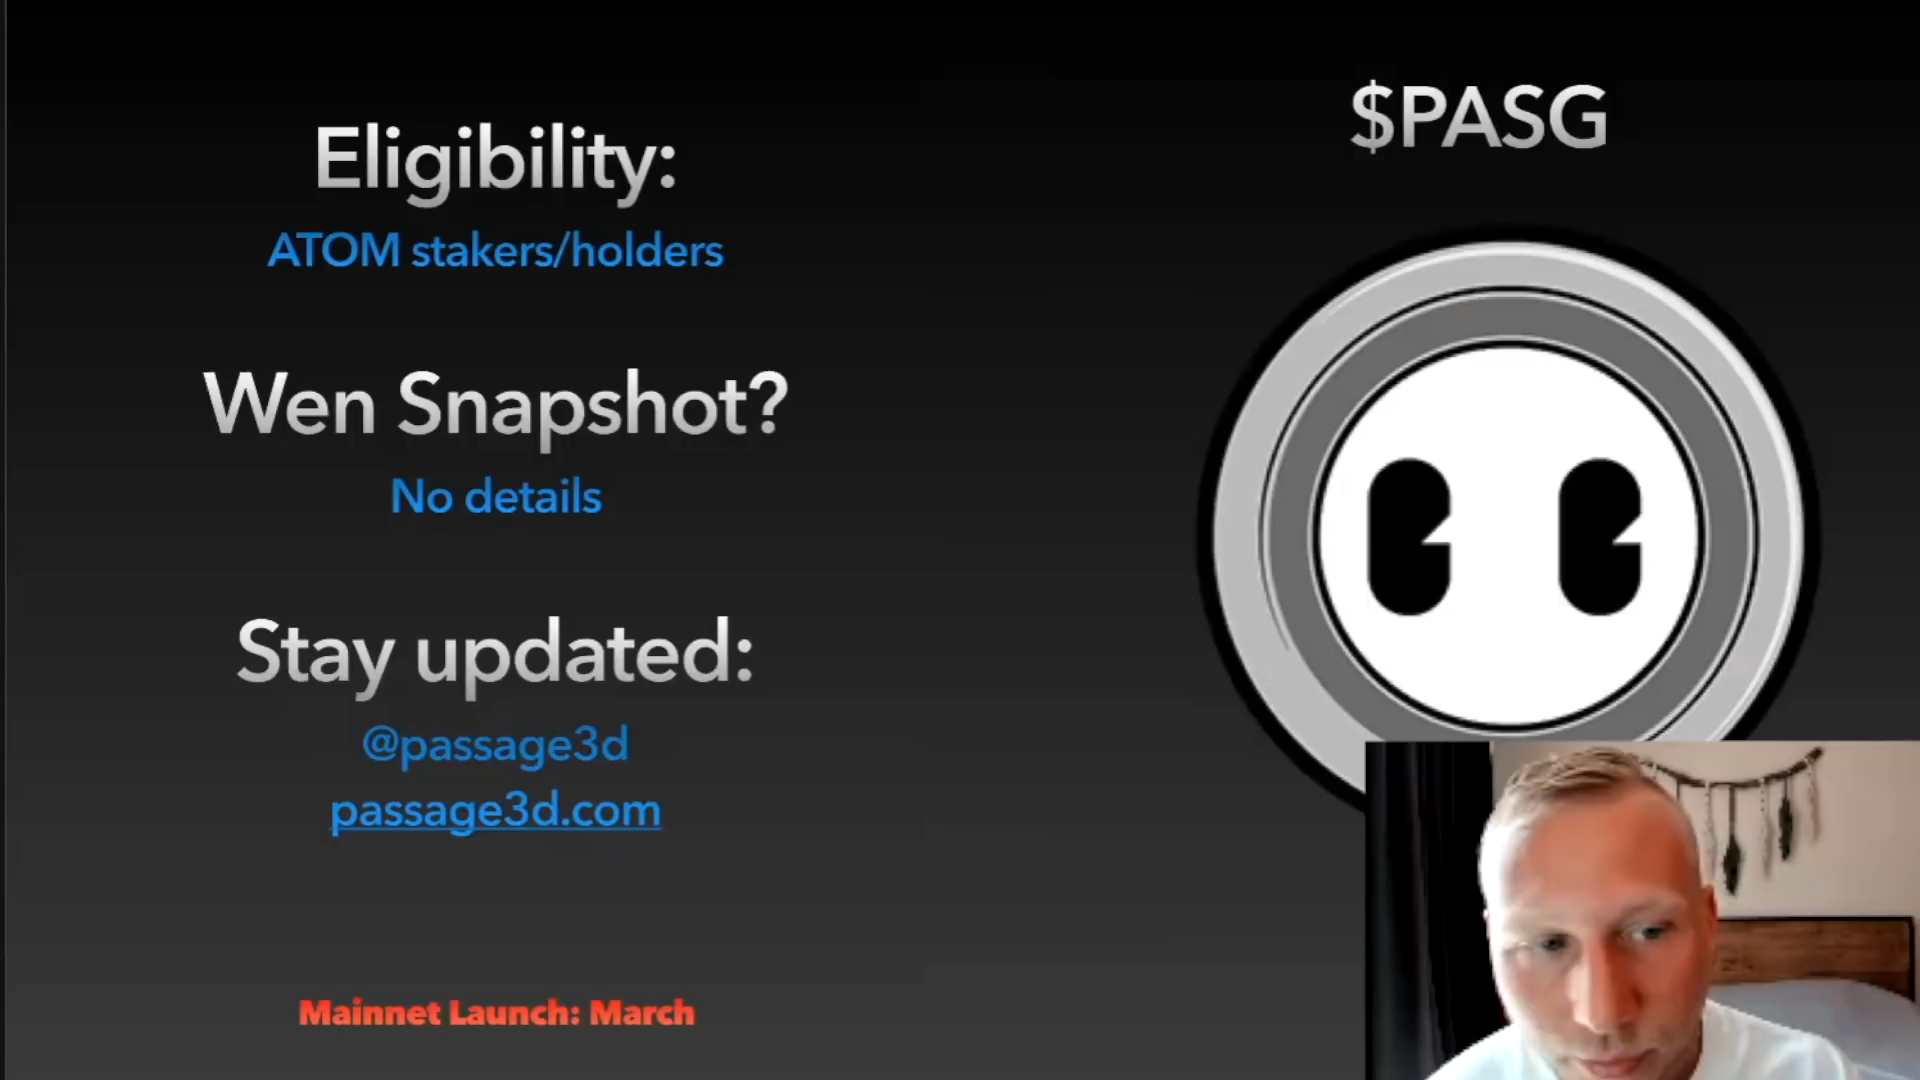 Eligibility:
ATOM stakers/holders
Wen Snapshot?
No details
Stay updated:
@passage3d
passage3d.com
Mainnet Launch: March
$PASG